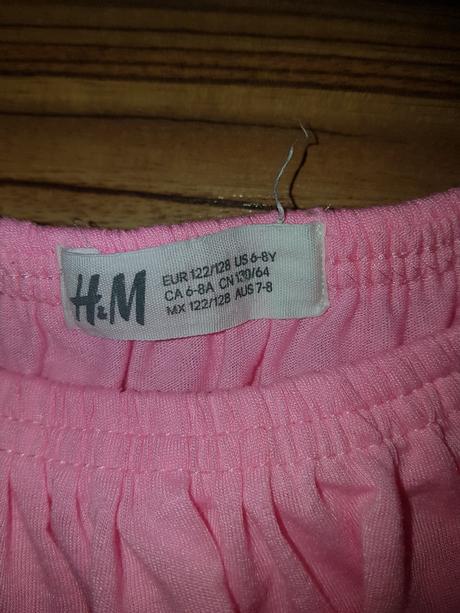 H&M
EUR 122/128 US 6-8Y
CA 6-8A CN 130/64
MX 122/128 AUS 7-8